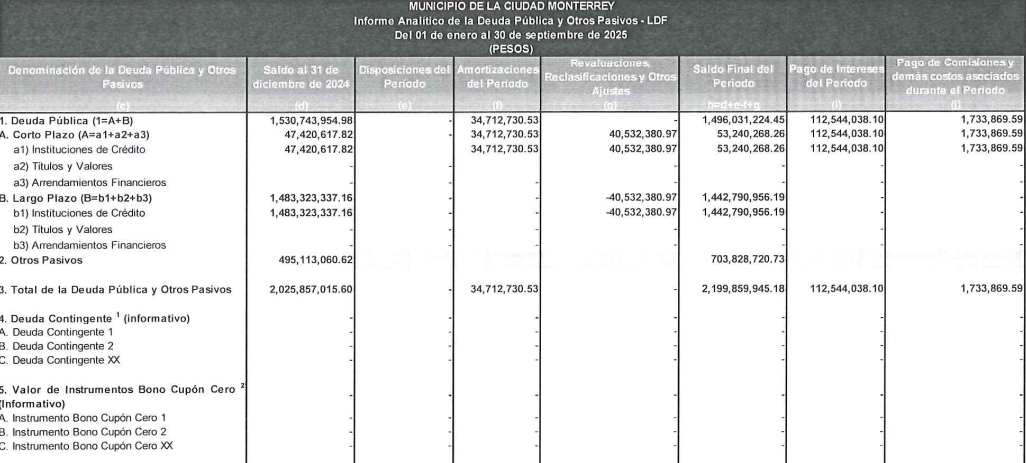 MUNICIPIO DE LA CIUDAD MONTERREY
Informe Analítico de la Deuda Pública y Otros Pasivos - LDF
Del 01 de enero al 30 de septiembre de 2025
(PESOS)
Denominación de la Deuda Pública y Otros Pasivos (c) | Saldo al 31 de diciembre de 2024 (d) | Disposiciones del Periodo (e) | Amortizaciones del Periodo (f) | Revaluaciones, Reclasificaciones y Otros Ajustes (g) | Saldo Final del Periodo h=d+e-f+g | Pago de Intereses del Periodo (i) | Pago de Comisiones y demás costos asociados durante el Periodo (j)
1. Deuda Pública (1=A+B) 1,530,743,954.98 - 34,712,730.53 - 1,496,031,224.45 112,544,038.10 1,733,869.59
A. Corto Plazo (A=a1+a2+a3) 47,420,617.82 - 34,712,730.53 40,532,380.97 53,240,268.26 112,544,038.10 1,733,869.59
a1) Instituciones de Crédito 47,420,617.82 - 34,712,730.53 40,532,380.97 53,240,268.26 112,544,038.10 1,733,869.59
a2) Títulos y Valores - - - - - - -
a3) Arrendamientos Financieros - - - - - - -
B. Largo Plazo (B=b1+b2+b3) 1,483,323,337.16 - - -40,532,380.97 1,442,790,956.19 - -
b1) Instituciones de Crédito 1,483,323,337.16 - - -40,532,380.97 1,442,790,956.19 - -
b2) Títulos y Valores - - - - - - -
b3) Arrendamientos Financieros - - - - - - -
2. Otros Pasivos 495,113,060.62 703,828,720.73
3. Total de la Deuda Pública y Otros Pasivos 2,025,857,015.60 - 34,712,730.53 - 2,199,859,945.18 112,544,038.10 1,733,869.59
4. Deuda Contingente 1 (informativo) - - - - - - -
A. Deuda Contingente 1 - - - - - - -
B. Deuda Contingente 2 - - - - - - -
C. Deuda Contingente XX - - - - - - -
5. Valor de Instrumentos Bono Cupón Cero 2
(Informativo) - - - - - - -
A. Instrumento Bono Cupón Cero 1 - - - - - - -
B. Instrumento Bono Cupón Cero 2 - - - - - - -
C. Instrumento Bono Cupón Cero XX - - - - - - -